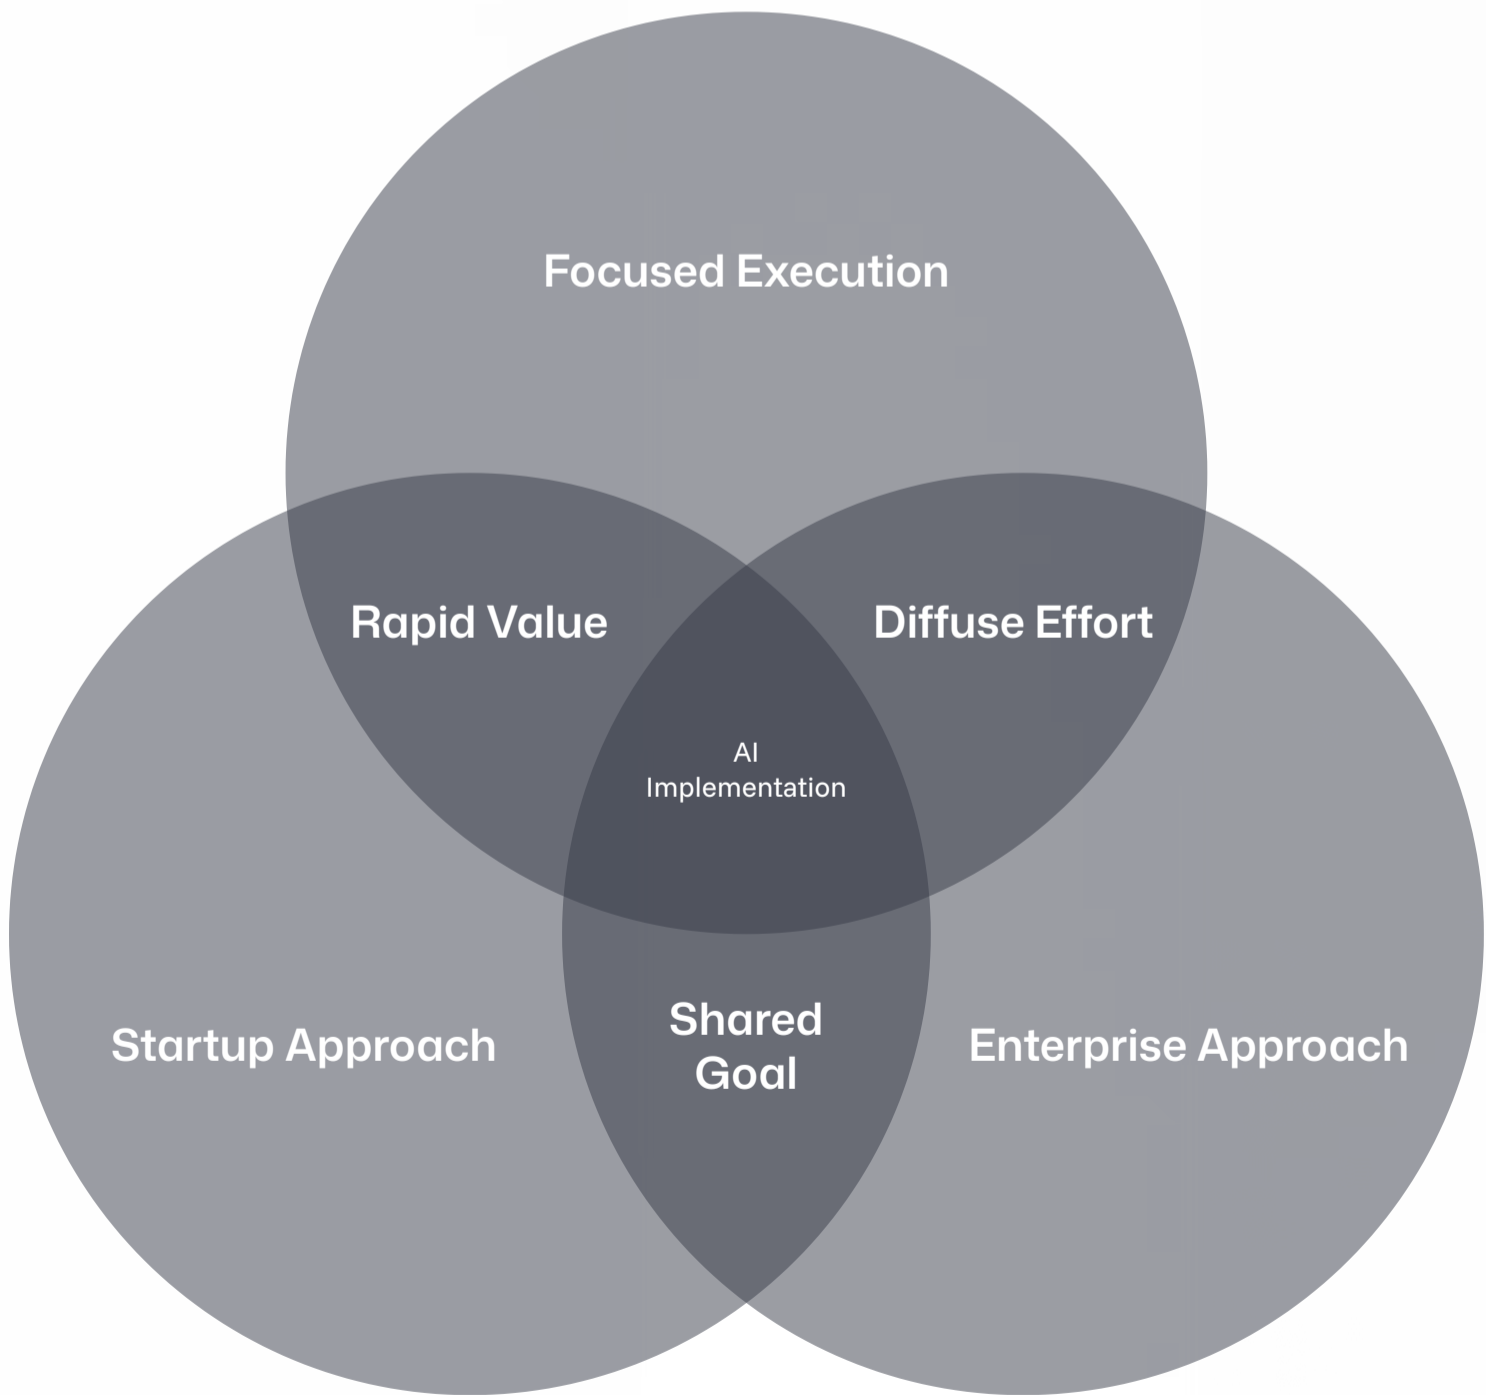 Focused Execution
Rapid Value
Diffuse Effort
AI
Implementation
Shared
Goal
Startup Approach
Enterprise Approach